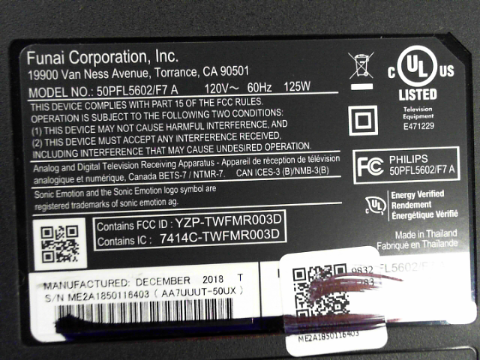 Funai Corporation, Inc.
19900 Van Ness Avenue, Torrance, CA 90501
MODEL NO.: 50PFL5602/F7 A 120V~ 60Hz 125W
THIS DEVICE COMPLIES WITH PART 15 OF THE FCC RULES.
OPERATION IS SUBJECT TO THE FOLLOWING TWO CONDITIONS:
(1) THIS DEVICE MAY NOT CAUSE HARMFUL INTERFERENCE, AND
(2) THIS DEVICE MUST ACCEPT ANY INTERFERENCE RECEIVED,
INCLUDING INTERFERENCE THAT MAY CAUSE UNDESIRED OPERATION.
Analog and Digital Television Receiving Apparatus - Appareil de réception de télévision
analogique et numérique, Canada BETS-7 / NTMR-7. CAN ICES-3 (B)/NMB-3(B)
Sonic Emotion and the Sonic Emotion logo symbol are
registered trademarks of sonic emotion ag.
Contains FCC ID : YZP-TWFMR003D
Contains IC : 7414C-TWFMR003D
MANUFACTURED: DECEMBER 2018 T
S/N ME2A1850116403 ( AA7UUUT-50UX )
C UL US
LISTED
Television
Equipment
E471229
FC PHILIPS
50PFL5602/F7 A
C UL
Energy Verified
Rendement
Énergétique Vérifié
Made in Thailand
Fabriqué en Thaïlande
ME2A1850116403